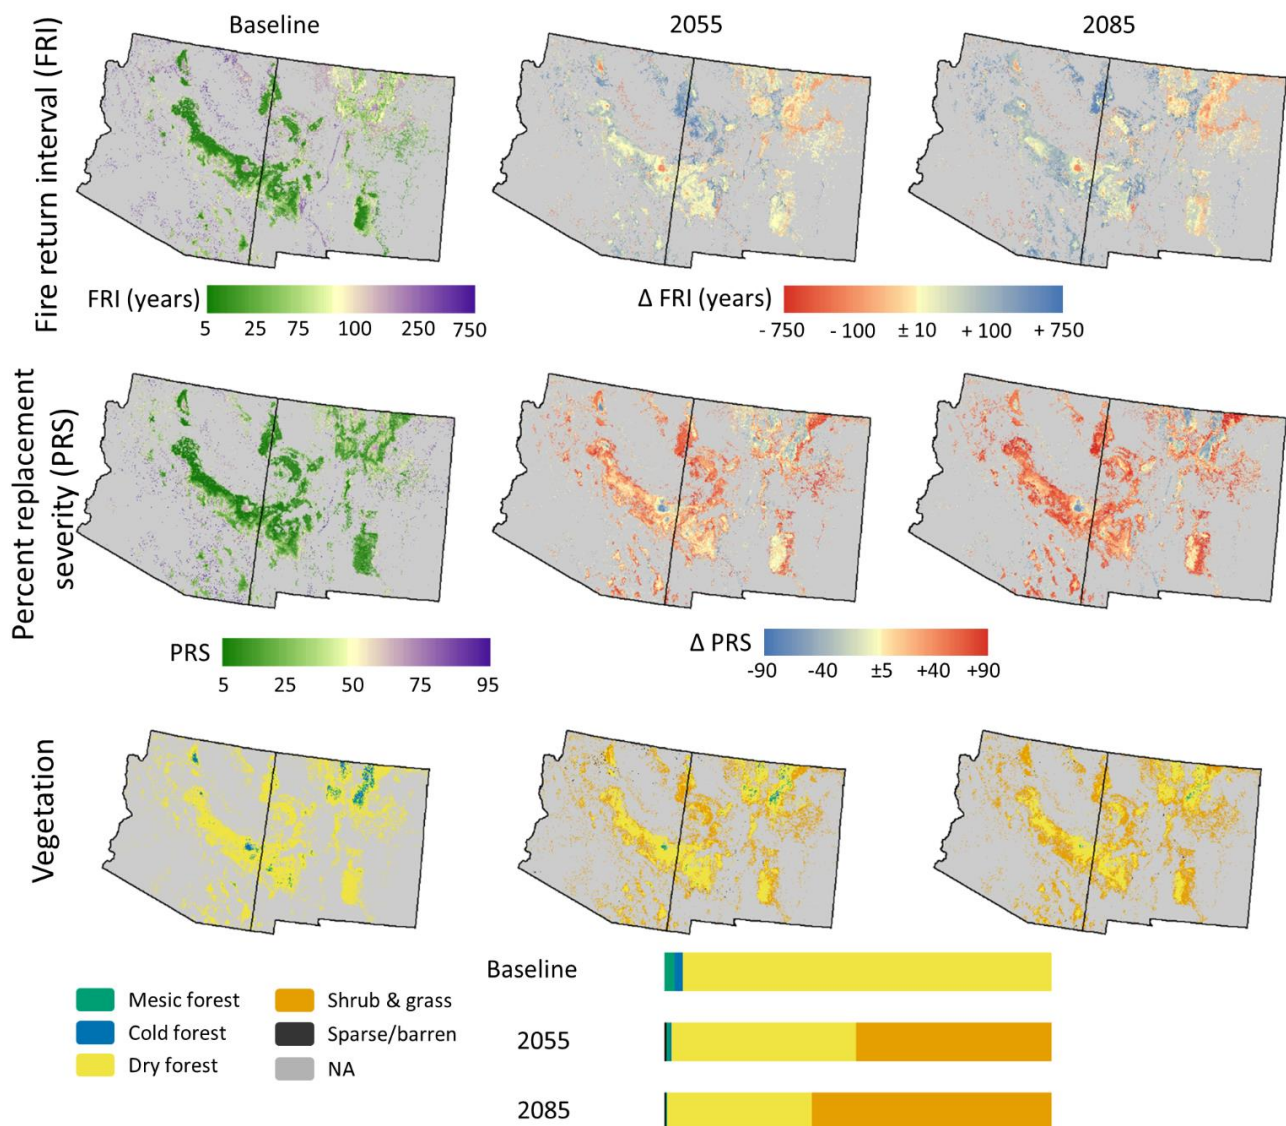 Baseline
2055
2085
Fire return interval (FRI)
FRI (years)
5 25 75 100 250 750
Δ FRI (years)
- 750 - 100 ± 10 + 100 + 750
Percent replacement
severity (PRS)
PRS
5 25 50 75 95
Δ PRS
-90 -40 ±5 +40 +90
Vegetation
Mesic forest
Cold forest
Dry forest
Shrub & grass
Sparse/barren
NA
Baseline
2055
2085